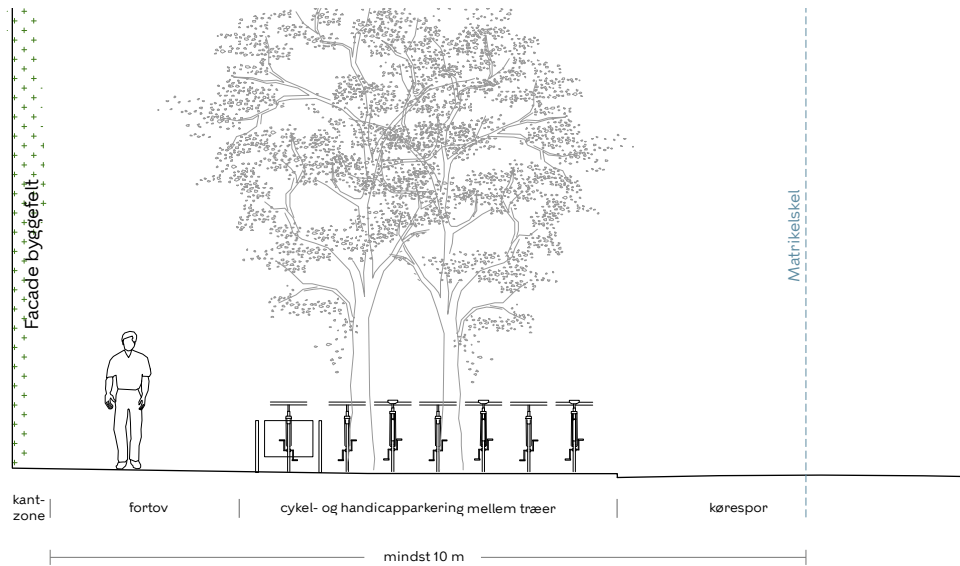 Facade byggefelt
Matrikelskel
kant-
zone
fortov
cykel- og handicapparkering mellem træer
kørespor
mindst 10 m